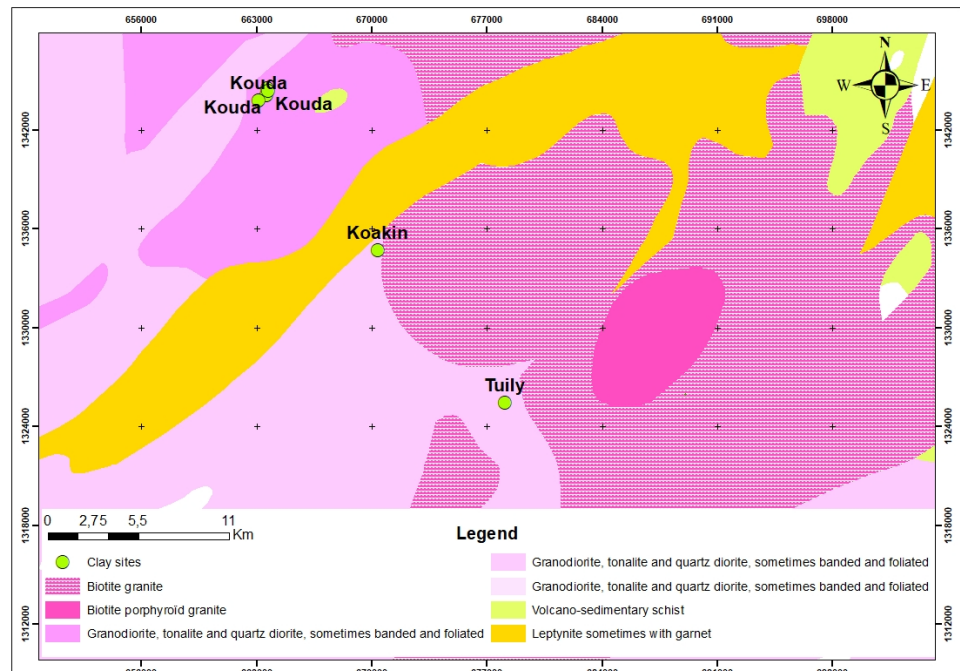 656000 663000 670000 677000 684000 691000 698000
N
W E
S
Kouda
Kouda Kouda
342000 1342000
Koakin
1336000 1336000
1330000 1330000
Tuily
1324000 1324000
1318000 1318000
0 2,75 5,5 11
Km
Legend
Clay sites
Biotite granite
Biotite porphyroïd granite
Granodiorite, tonalite and quartz diorite, sometimes banded and foliated
Granodiorite, tonalite and quartz diorite, sometimes banded and foliated
Granodiorite, tonalite and quartz diorite, sometimes banded and foliated
Volcano-sedimentary schist
Leptynite sometimes with garnet
1312000